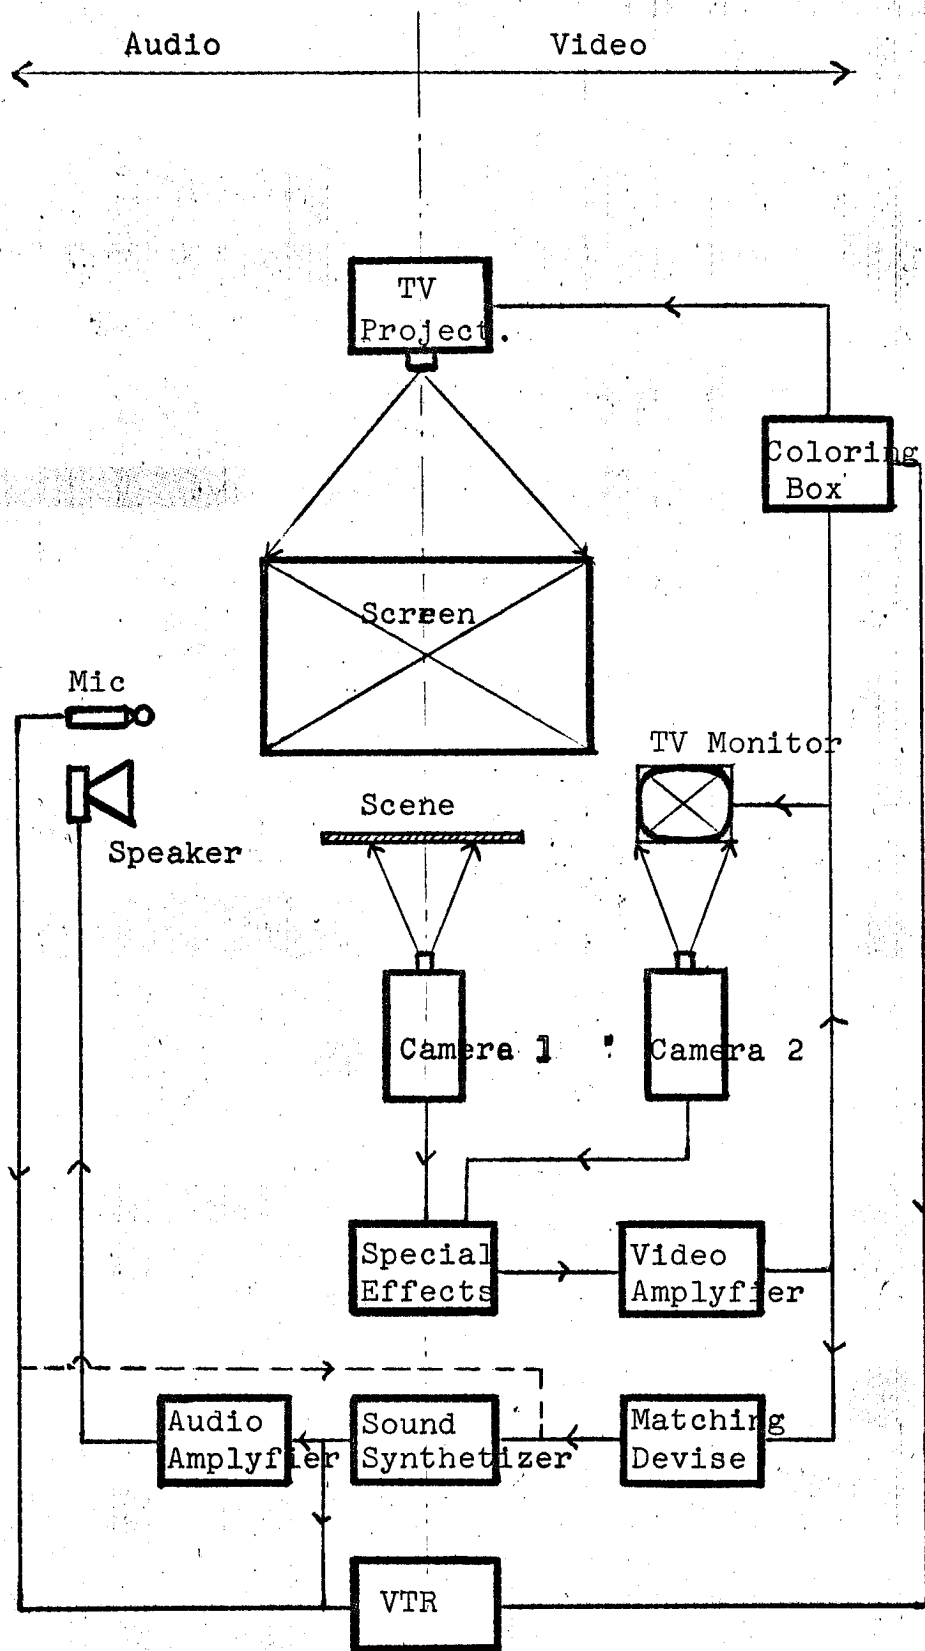 Audio
Video
TV
Project.
Coloring
Box
Screen
Mic
TV Monitor
Scene
Speaker
Camera 1
Camera 2
Special
Effects
Video
Amplyfier
Audio
Amplyfier
Sound
Synthetizer
Matching
Devise
VTR